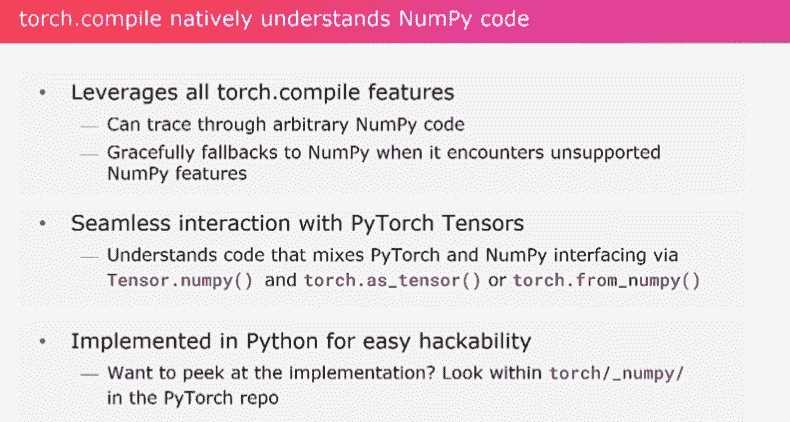 torch.compile natively understands NumPy code
• Leverages all torch.compile features
— Can trace through arbitrary NumPy code
— Gracefully fallbacks to NumPy when it encounters unsupported
NumPy features
• Seamless interaction with PyTorch Tensors
— Understands code that mixes PyTorch and NumPy interfacing via
Tensor.numpy() and torch.as_tensor() or torch.from_numpy()
• Implemented in Python for easy hackability
— Want to peek at the implementation? Look within torch/_numpy/
in the PyTorch repo